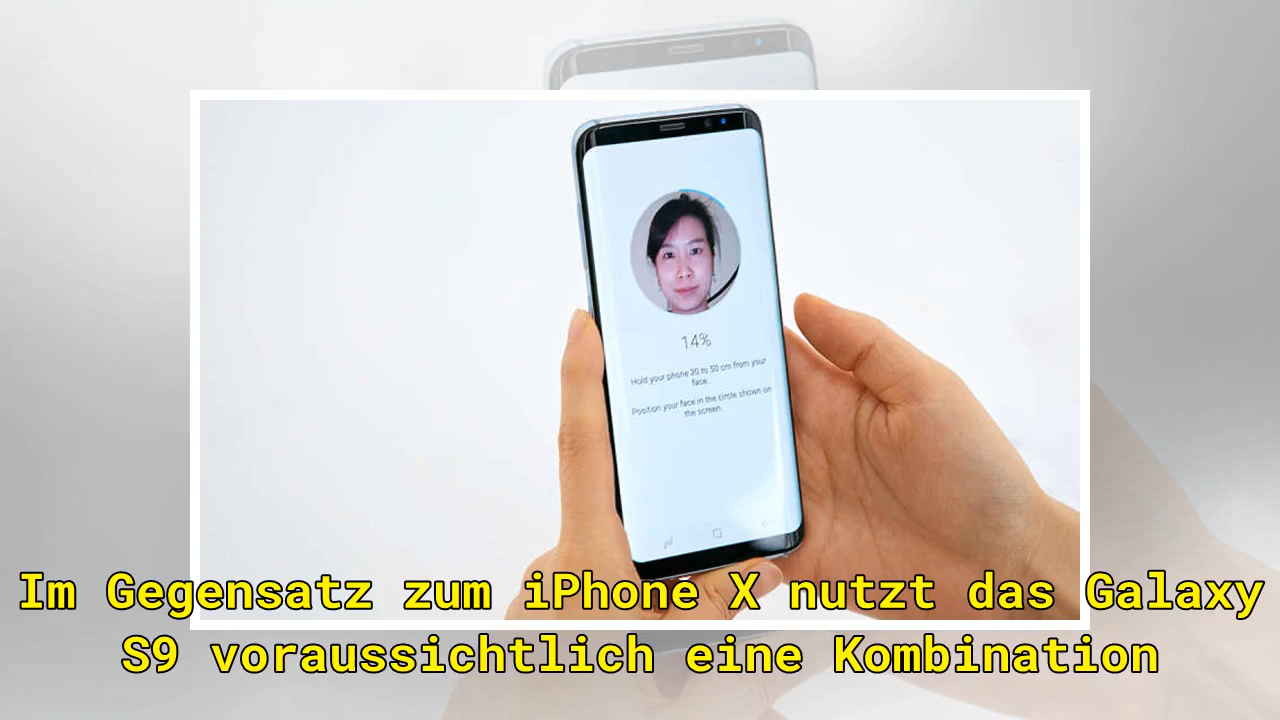 14%
Hold your phone 20 to 50 cm from your
face.
Position your face in the circle shown on
the screen.
Im Gegensatz zum iPhone X nutzt das Galaxy
S9 voraussichtlich eine Kombination